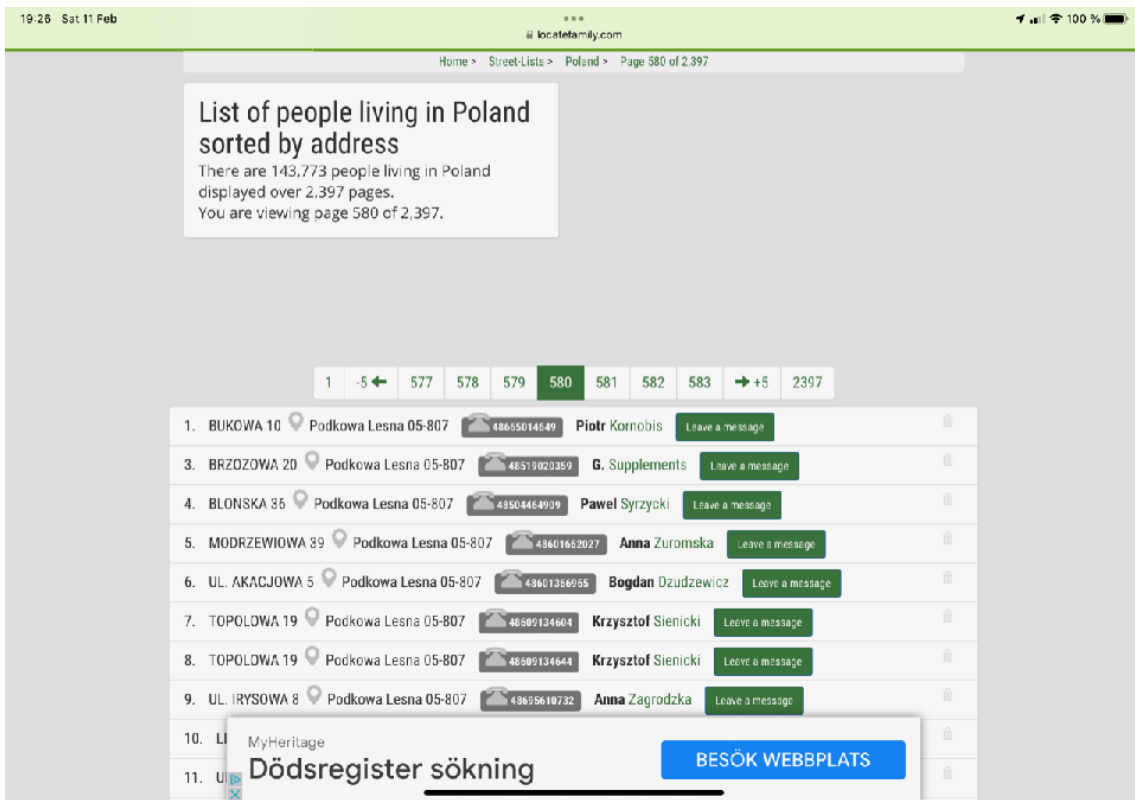 19:26 Sat 11 Feb
100 %
locatefamily.com
Home > Street-Lists > Poland > Page 580 of 2,397
List of people living in Poland
sorted by address
There are 143,773 people living in Poland
displayed over 2,397 pages.
You are viewing page 580 of 2,397.
1 -5 577 578 579 580 581 582 583 +5 2397
1. BUKOWA 10 Podkowa Lesna 05-807 48665014649 Piotr Kornobis Leave a message
3. BRZOZOWA 20 Podkowa Lesna 05-807 48519020359 G. Supplements Leave a message
4. BLONSKA 36 Podkowa Lesna 05-807 48504464909 Pawel Syrzycki Leave a message
5. MODRZEWIOWA 39 Podkowa Lesna 05-807 48601662027 Anna Zuromska Leave a message
6. UL. AKACJOWA 5 Podkowa Lesna 05-807 48601366965 Bogdan Dzudzewicz Leave a message
7. TOPOLOWA 19 Podkowa Lesna 05-807 48609134604 Krzysztof Sienicki Leave a message
8. TOPOLOWA 19 Podkowa Lesna 05-807 48609134644 Krzysztof Sienicki Leave a message
9. UL. IRYSOWA 8 Podkowa Lesna 05-807 48695610732 Anna Zagrodzka Leave a message
10.
11.
MyHeritage
Dödsregister sökning
BESÖK WEBBPLATS